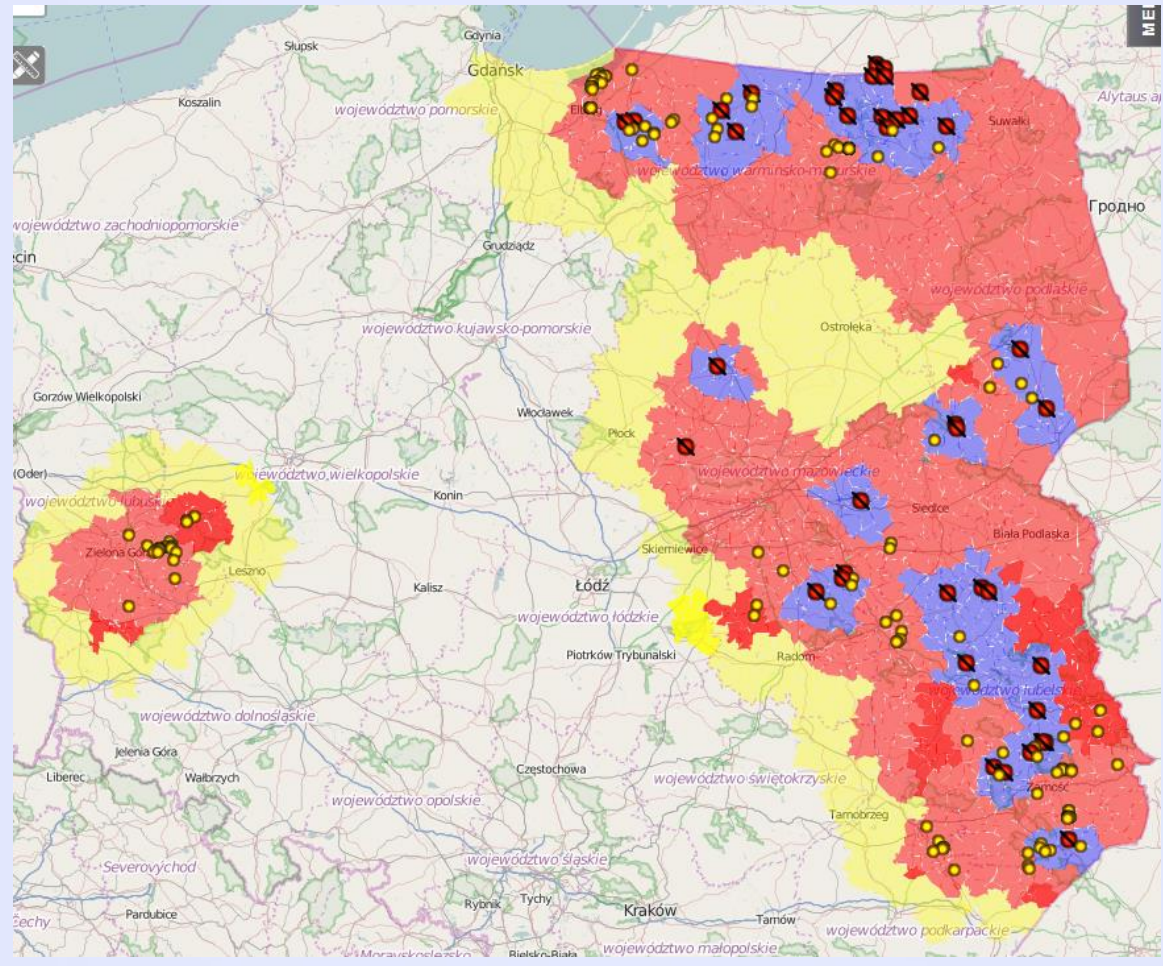 ME
Gdynia
Słupsk
Gdańsk
Koszalin
województwo pomorskie
Alytaus a
Elbląg
Suwałki
województwo warmińsko-mazurskie
Гродно
województwo zachodniopomorskie
ecin
Grudziądz
województwo podlaskie
województwo kujawsko-pomorskie
Ostrołęka
Gorzów Wielkopolski
Włocławek
Płock
(Oder)
województwo wielkopolskie
województwo mazowieckie
województwo lubuskie
Konin
Siedlce
Biała Podlaska
Zielona Góra
Skierniewice
Leszno
Kalisz
Łódź
województwo łódzkie
Piotrków Trybunalski
Radom
województwo lubelskie
województwo dolnośląskie
Jelenia Góra
Liberec
Wałbrzych
Częstochowa
województwo świętokrzyskie
Zamość
województwo opolskie
Tarnobrzeg
województwo śląskie
Severovýchod
Rybnik
Tychy
Kraków
Tarnów
Pardubice
Čechy
województwo podkarpackie
województwo małopolskie
Moravskoslezsko
Bielsko-Biała